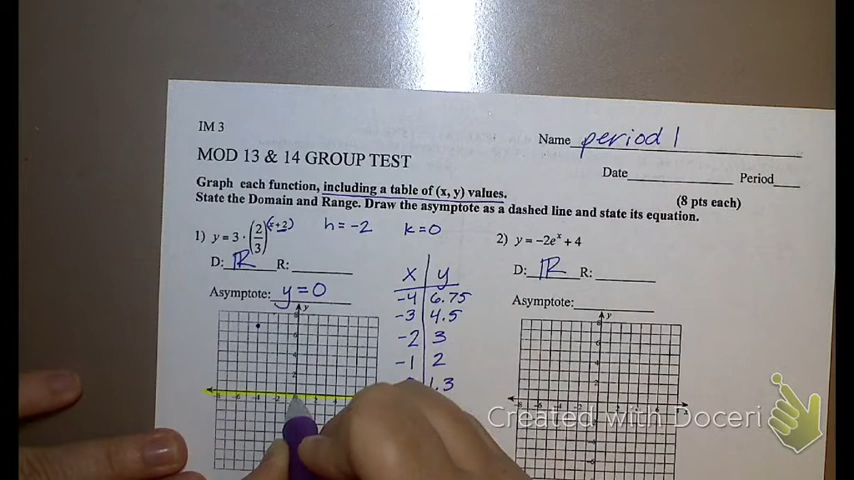 IM 3
Name period 1
MOD 13 & 14 GROUP TEST
Date Period
Graph each function, including a table of (x, y) values. (8 pts each)
State the Domain and Range. Draw the asymptote as a dashed line and state its equation.
1) y = 3 · (2/3)^(x+2) h = -2 k = 0
2) y = -2e^x + 4
D: ℝ R:
D: ℝ R:
Asymptote: y = 0
Asymptote:
x y
-4 6.75
-3 4.5
-2 3
-1 2
1.3
Created with Doceri